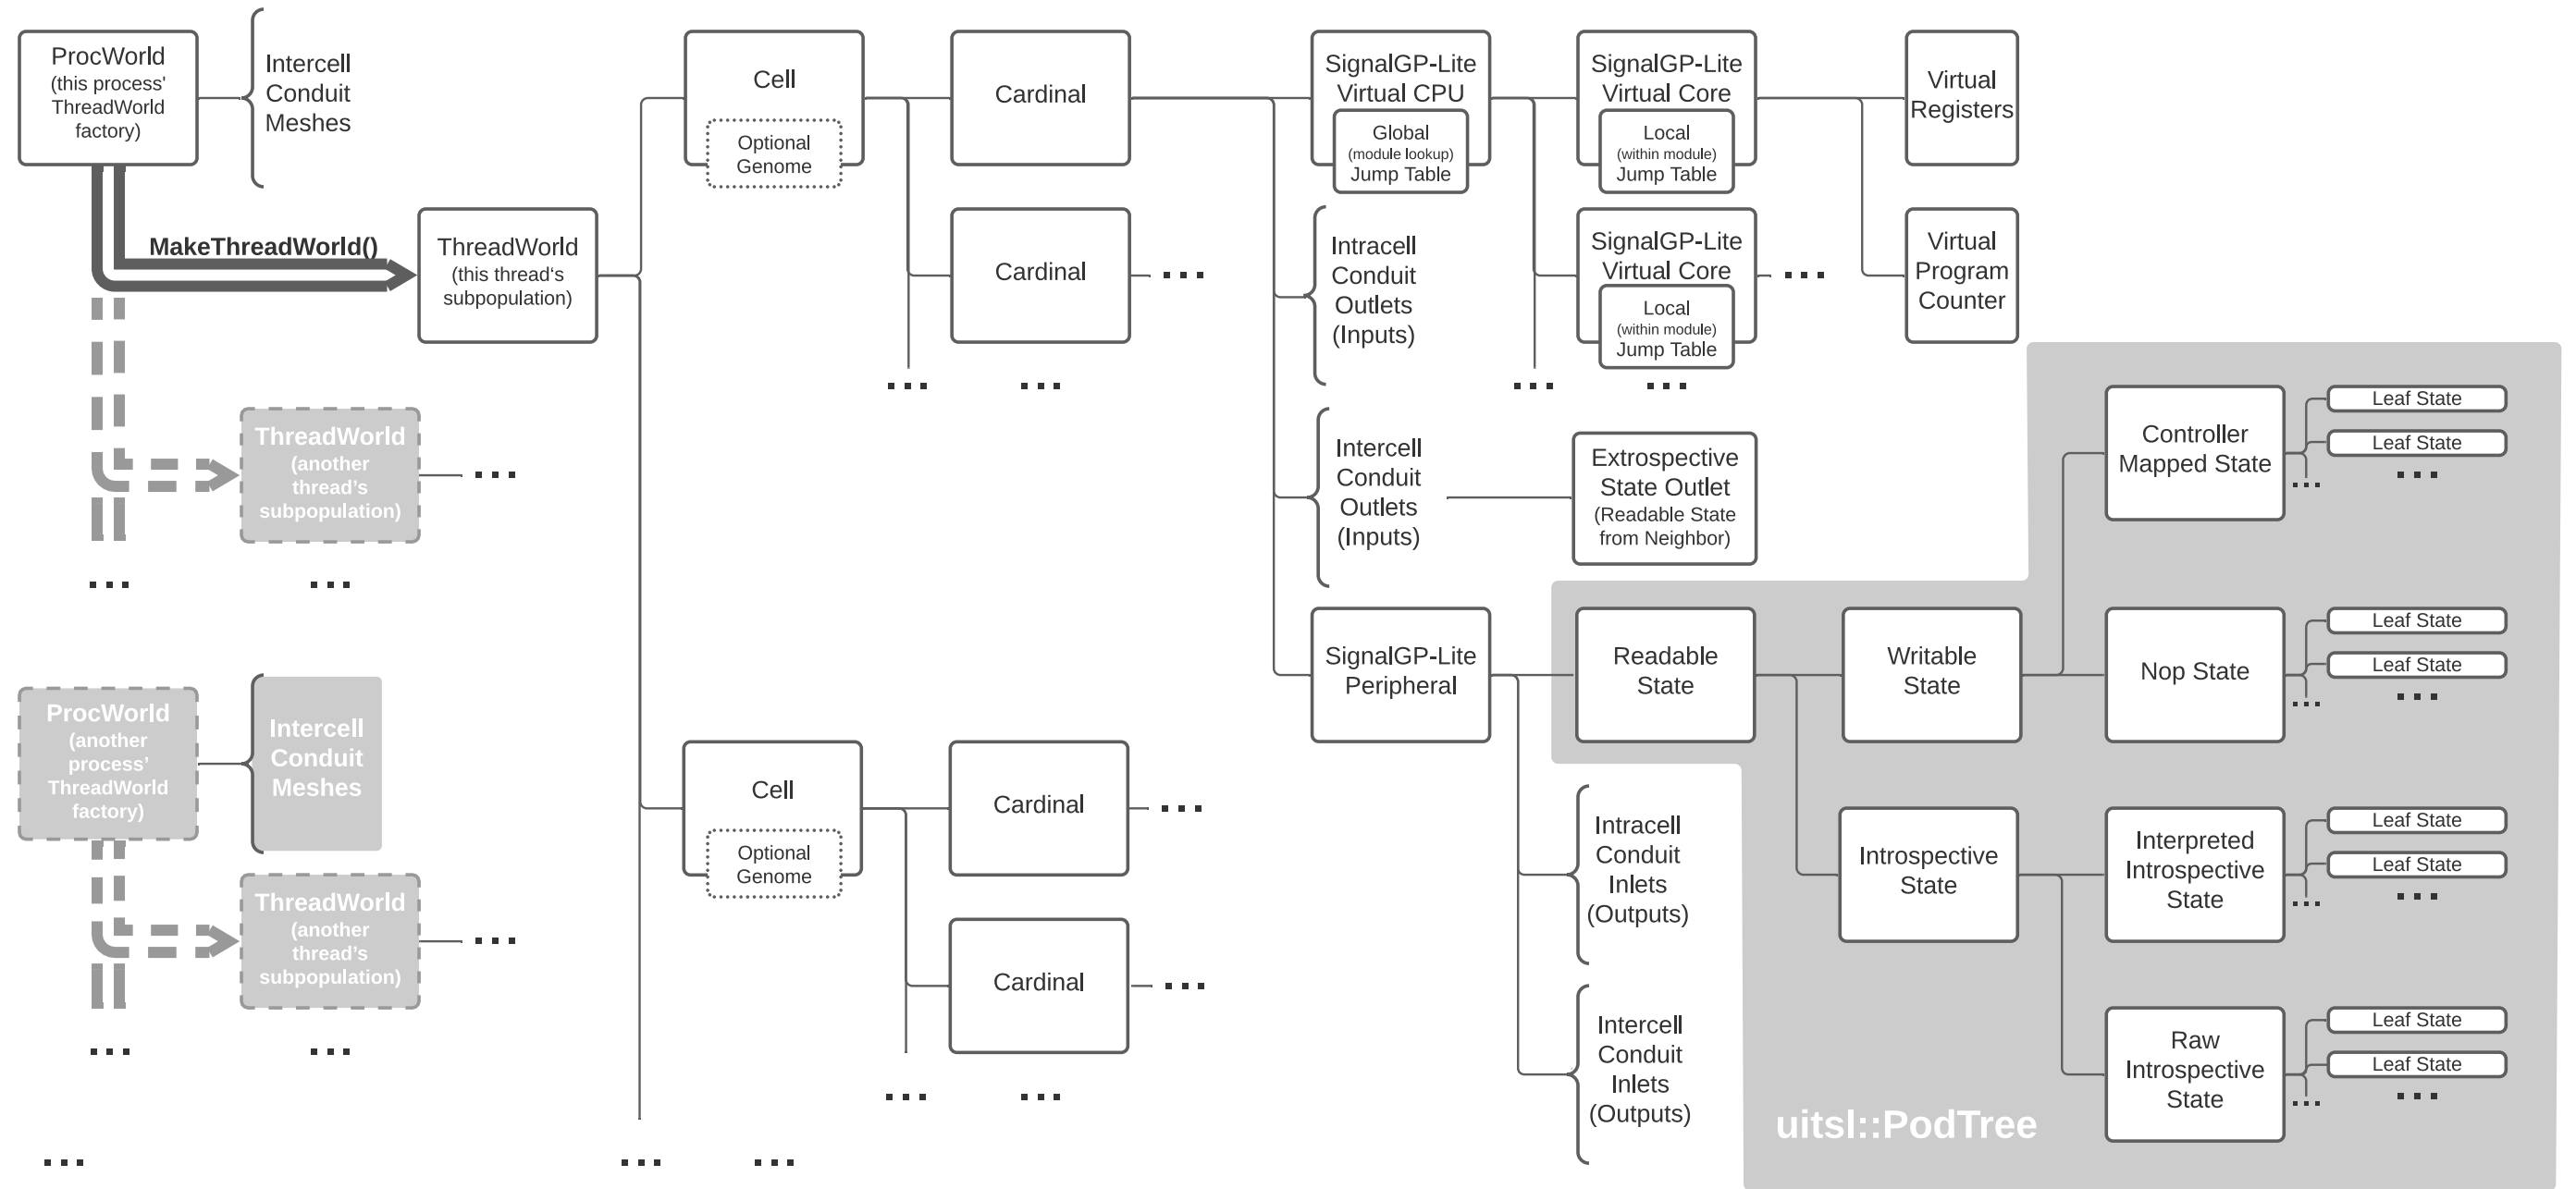 ProcWorld
(this process'
ThreadWorld
factory)
Intercell
Conduit
Meshes
MakeThreadWorld()
ThreadWorld
(this thread‘s
subpopulation)
ThreadWorld
(another
thread’s
subpopulation)
...
...
...
ProcWorld
(another
process’
ThreadWorld
factory)
Intercell
Conduit
Meshes
ThreadWorld
(another
thread’s
subpopulation)
...
...
...
...
Cell
Optional
Genome
Cardinal
Cardinal
...
...
...
Cell
Optional
Genome
Cardinal
...
Cardinal
...
...
...
...
...
SignalGP-Lite
Virtual CPU
Global
(module lookup)
Jump Table
SignalGP-Lite
Virtual Core
Local
(within module)
Jump Table
Virtual
Registers
SignalGP-Lite
Virtual Core
Local
(within module)
Jump Table
...
Virtual
Program
Counter
...
...
Intracell
Conduit
Outlets
(Inputs)
Intercell
Conduit
Outlets
(Inputs)
Extrospective
State Outlet
(Readable State
from Neighbor)
SignalGP-Lite
Peripheral
Intracell
Conduit
Inlets
(Outputs)
Intercell
Conduit
Inlets
(Outputs)
Readable
State
Writable
State
Introspective
State
Controller
Mapped State
Leaf State
Leaf State
...
...
Nop State
Leaf State
Leaf State
...
...
Interpreted
Introspective
State
Leaf State
Leaf State
...
...
Raw
Introspective
State
Leaf State
Leaf State
...
...
uitsl::PodTree